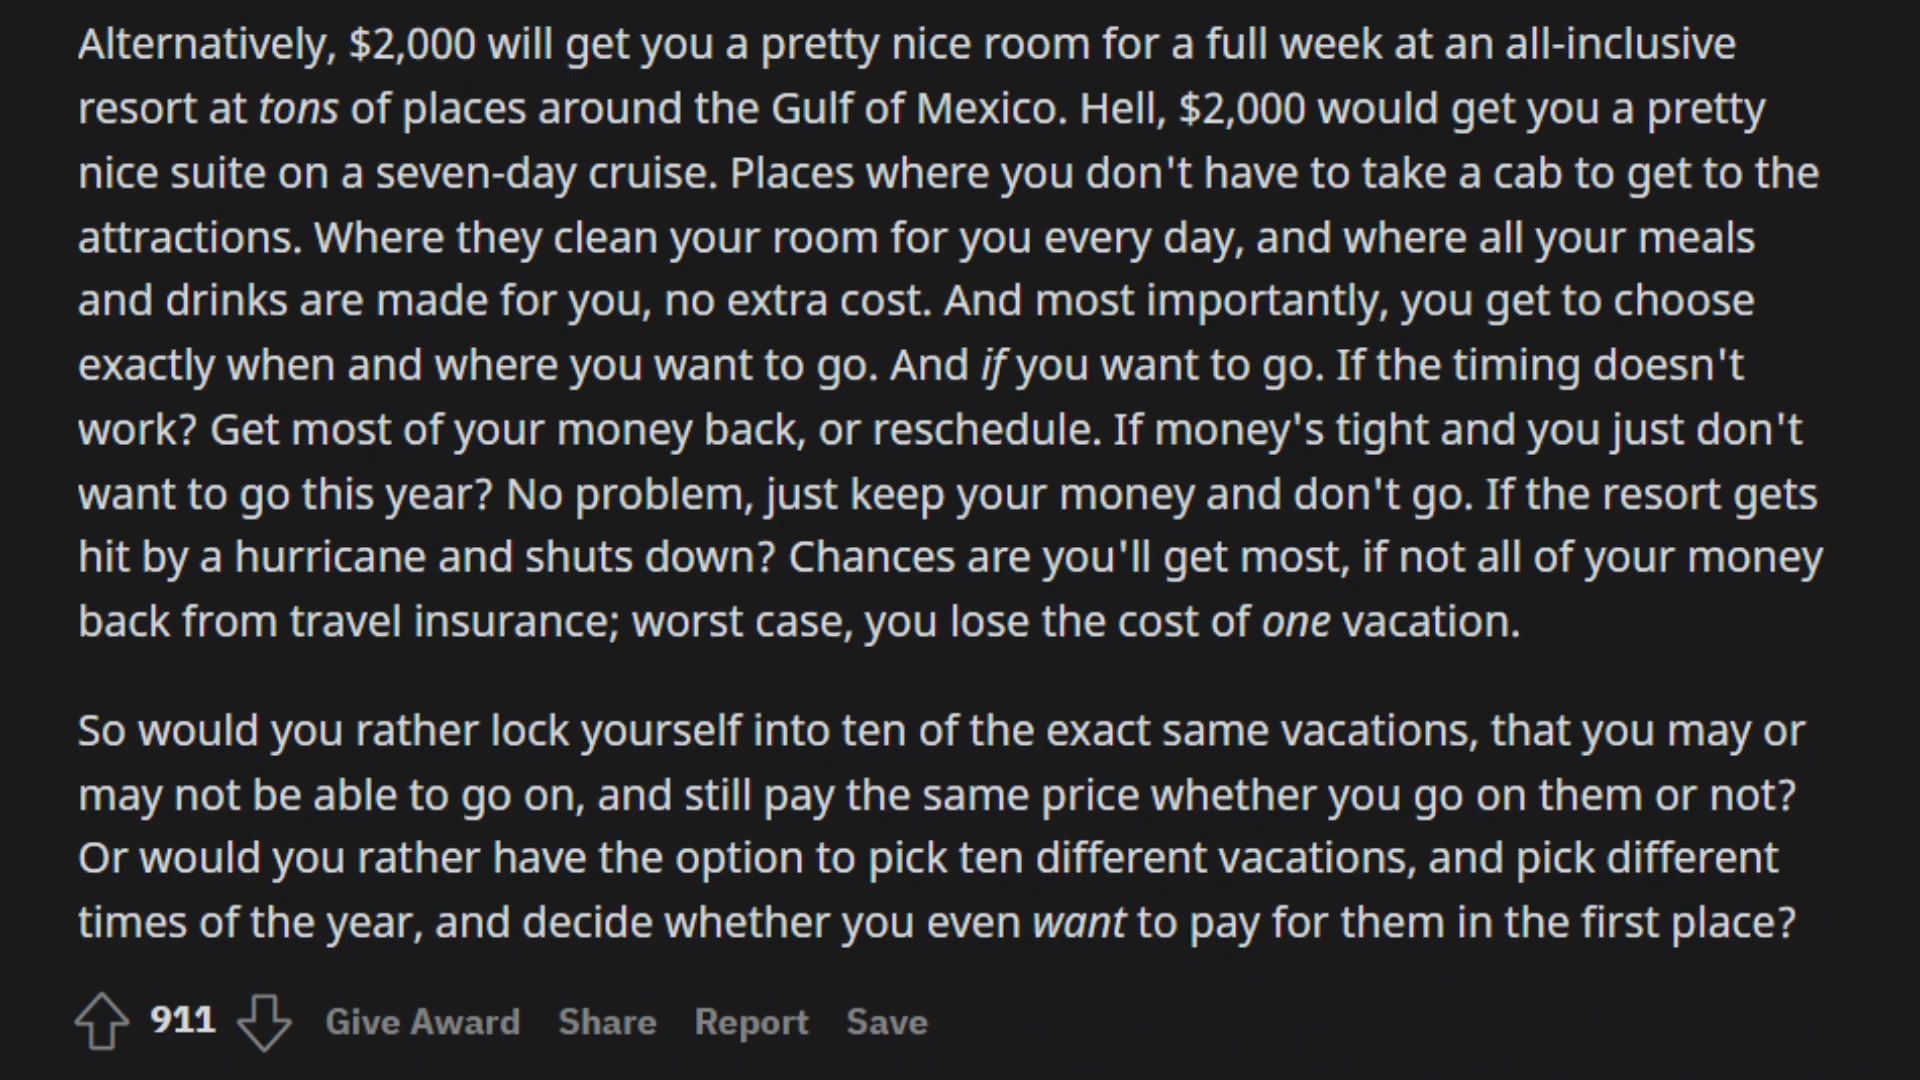 Alternatively, $2,000 will get you a pretty nice room for a full week at an all-inclusive
resort at tons of places around the Gulf of Mexico. Hell, $2,000 would get you a pretty
nice suite on a seven-day cruise. Places where you don't have to take a cab to get to the
attractions. Where they clean your room for you every day, and where all your meals
and drinks are made for you, no extra cost. And most importantly, you get to choose
exactly when and where you want to go. And if you want to go. If the timing doesn't
work? Get most of your money back, or reschedule. If money's tight and you just don't
want to go this year? No problem, just keep your money and don't go. If the resort gets
hit by a hurricane and shuts down? Chances are you'll get most, if not all of your money
back from travel insurance; worst case, you lose the cost of one vacation.
So would you rather lock yourself into ten of the exact same vacations, that you may or
may not be able to go on, and still pay the same price whether you go on them or not?
Or would you rather have the option to pick ten different vacations, and pick different
times of the year, and decide whether you even want to pay for them in the first place?
911 Give Award Share Report Save